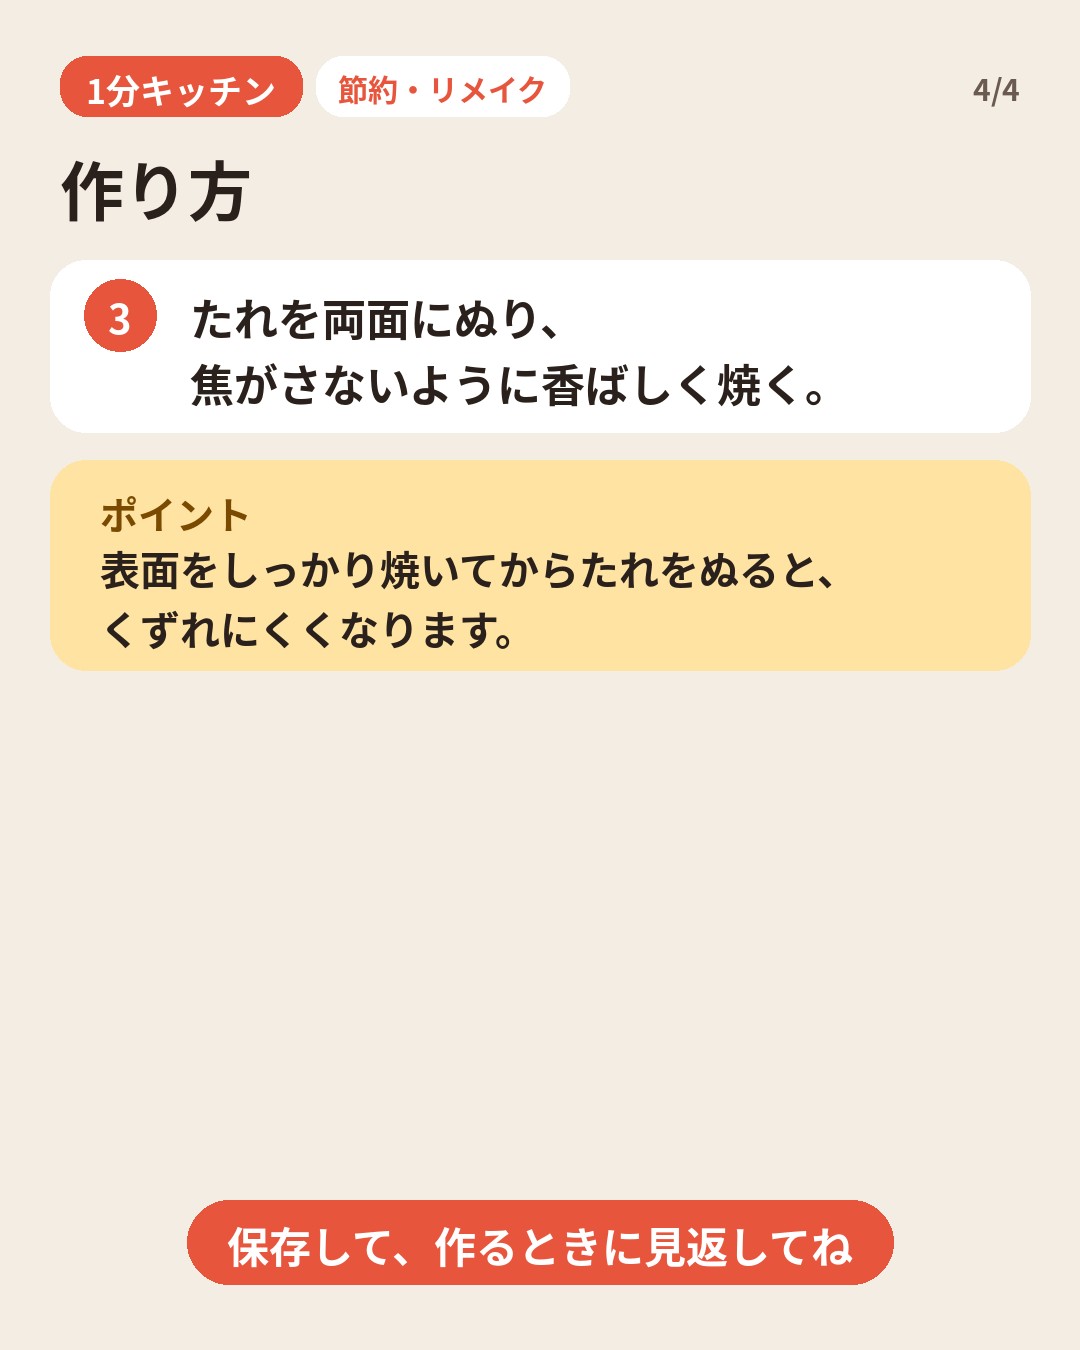 1分キッチン
節約・リメイク
4/4
作り方
3
たれを両面にぬり、
焦がさないように香ばしく焼く。
ポイント
表面をしっかり焼いてからたれをぬると、
くずれにくくなります。
保存して、作るときに見返してね